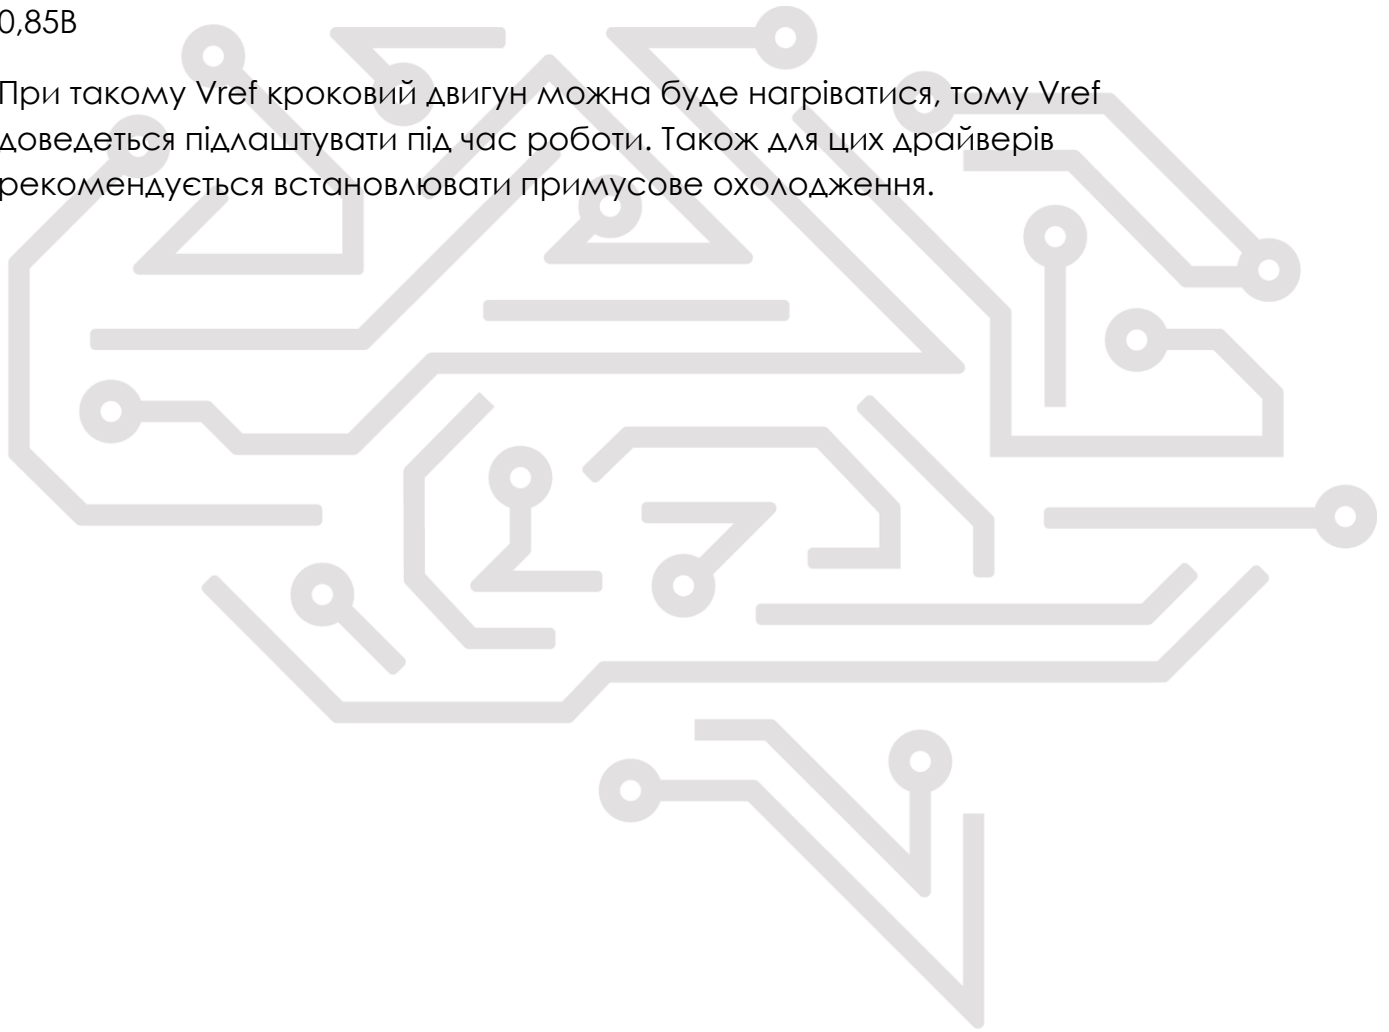 0,85В
При такому Vref кроковий двигун можна буде нагріватися, тому Vref
доведеться підлаштувати під час роботи. Також для цих драйверів
рекомендується встановлювати примусове охолодження.